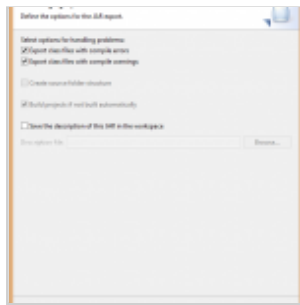 Define the options for the JAR export.
Select options for handling problems:
Export class files with compile errors
Export class files with compile warnings
Create source folder structure
Build projects if not built automatically
Save the description of this JAR in the workspace
Description file:
Browse...